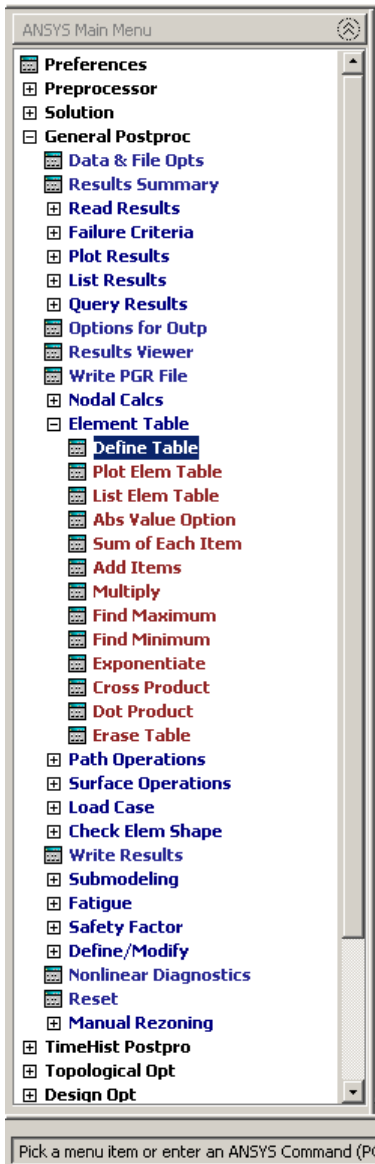 ANSYS Main Menu
Preferences
Preprocessor
Solution
General Postproc
Data & File Opts
Results Summary
Read Results
Failure Criteria
Plot Results
List Results
Query Results
Options for Outp
Results Viewer
Write PGR File
Nodal Calcs
Element Table
Define Table
Plot Elem Table
List Elem Table
Abs Value Option
Sum of Each Item
Add Items
Multiply
Find Maximum
Find Minimum
Exponentiate
Cross Product
Dot Product
Erase Table
Path Operations
Surface Operations
Load Case
Check Elem Shape
Write Results
Submodeling
Fatigue
Safety Factor
Define/Modify
Nonlinear Diagnostics
Reset
Manual Rezoning
TimeHist Postpro
Topological Opt
Design Opt
Pick a menu item or enter an ANSYS Command (P